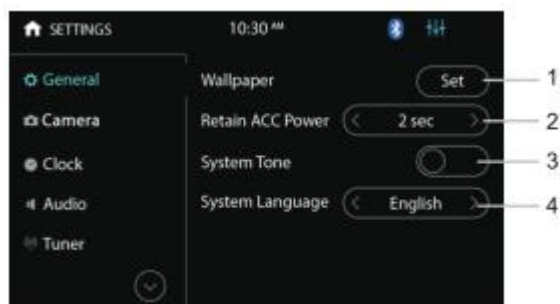 SETTINGS 10:30 AM
General
Wallpaper Set 1
Camera
Retain ACC Power 2 sec 2
Clock
System Tone 3
Audio
System Language English 4
Tuner